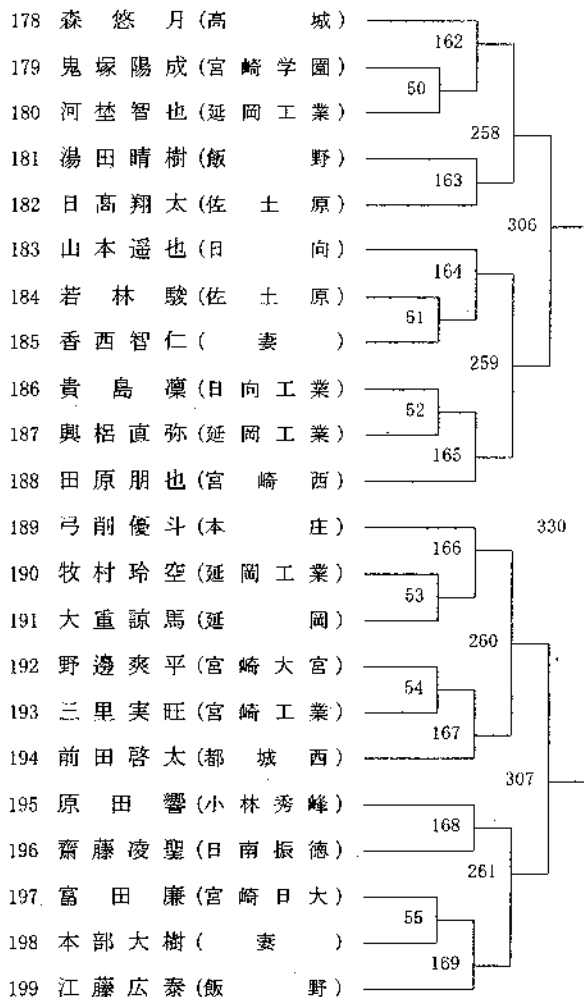 178 森 悠 月 (高 城)
162
179 鬼塚陽成 (宮崎学園)
50
180 河埜智也 (延岡工業)
258
181 湯田晴樹 (飯 野)
163
182 日高翔太 (佐土原)
306
183 山本遥也 (日 向)
164
184 若林 駿 (佐土原)
51
185 香西智仁 (妻)
259
186 貴島 凜 (日向工業)
52
187 興梠直弥 (延岡工業)
165
188 田原朋也 (宮崎西)
189 弓削優斗 (本 庄)
166 330
190 牧村玲空 (延岡工業)
53
191 大重諒馬 (延 岡)
260
192 野邊爽平 (宮崎大宮)
54
193 三里実旺 (宮崎工業)
167
194 前田啓太 (都城西)
307
195 原田 響 (小林秀峰)
168
196 齋藤凌聖 (日南振徳)
261
197 富田 廉 (宮崎日大)
55
198 本部大樹 (妻)
169
199 江藤広泰 (飯 野)